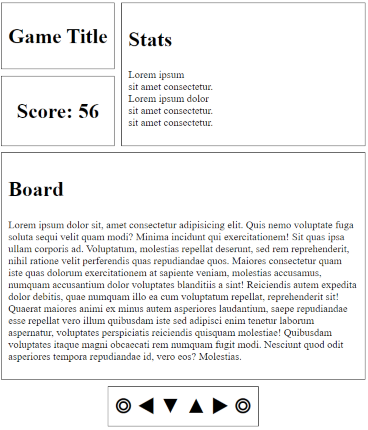 Game Title
Score: 56
Stats
Lorem ipsum
sit amet consectetur.
Lorem ipsum dolor
sit amet consectetur.
sit amet consectetur.
Board
Lorem ipsum dolor sit, amet consectetur adipisicing elit. Quis nemo voluptate fuga
soluta sequi velit quam modi? Minima incidunt qui exercitationem! Sit quas ipsa
ullam corporis ad. Voluptatum, molestias repellat deserunt, sed rem reprehenderit,
nihil ratione velit perferendis quas repudiandae quos. Maiores consectetur quam
iste quas dolorum exercitationem at sapiente veniam, molestias accusamus,
numquam accusantium dolor voluptates blanditiis a sint! Reiciendis autem expedita
dolor debitis, quae numquam illo ea cum voluptatum repellat, reprehenderit sit!
Quaerat maiores animi ex minus autem asperiores laudantium, saepe repudiandae
esse repellat vero illum quibusdam iste sed adipisci enim tenetur laborum
aspernatur, voluptates perspiciatis reiciendis quisquam molestiae! Quibusdam
voluptates itaque magni obcaecati rem numquam fugit modi. Nesciunt quod odit
asperiores tempora repudiandae id, vero eos? Molestias.
◎ ◀ ▼ ▲ ▶ ◎